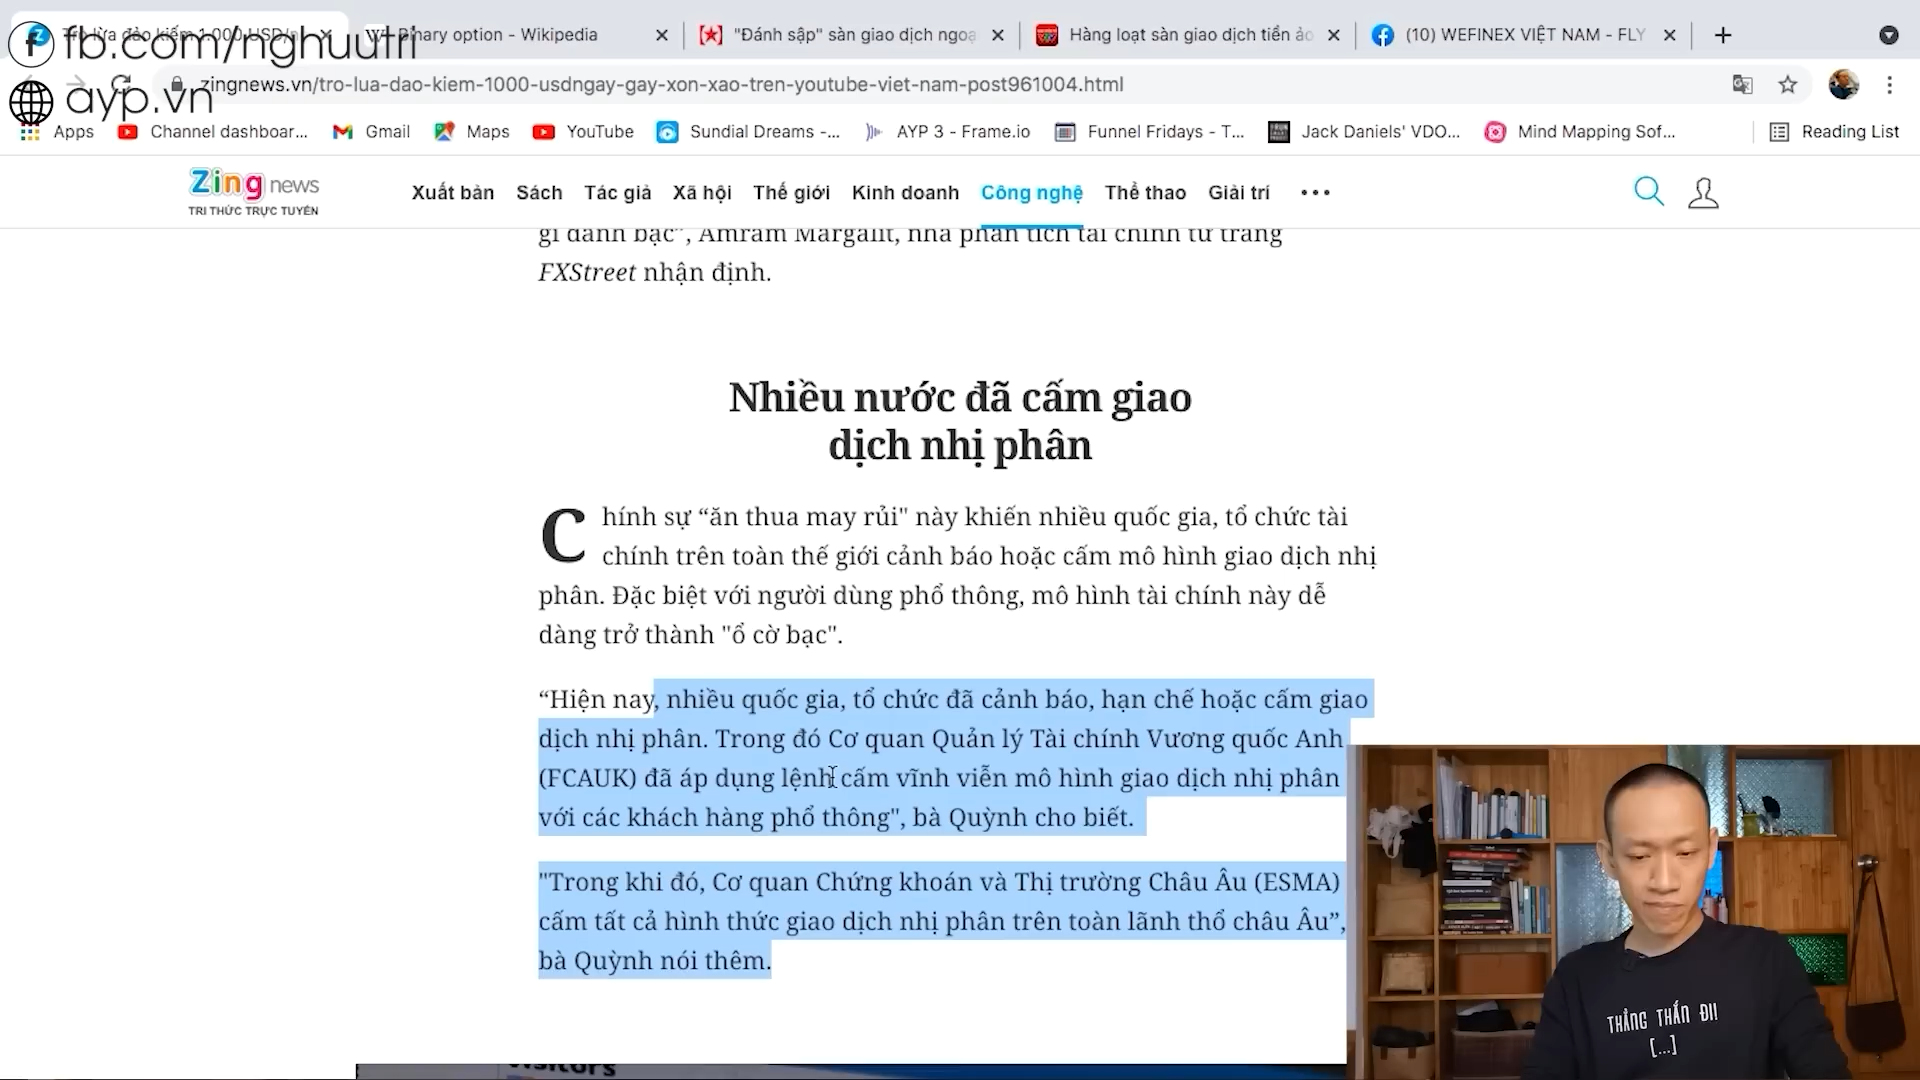 fb.com/nghuutri
ayp.vn
Binary option - Wikipedia
"Đánh sập" sàn giao dịch ngoạ
Hàng loạt sàn giao dịch tiền ảo
(10) WEFINEX VIỆT NAM - FLY
zingnews.vn/tro-lua-dao-kiem-1000-usdngay-gay-xon-xao-tren-youtube-viet-nam-post961004.html
Apps
Channel dashboar...
Gmail
Maps
YouTube
Sundial Dreams -...
AYP 3 - Frame.io
Funnel Fridays - T...
Jack Daniels' VDO...
Mind Mapping Sof...
Reading List
Zing news
TRI THỨC TRỰC TUYẾN
Xuất bản
Sách
Tác giả
Xã hội
Thế giới
Kinh doanh
Công nghệ
Thể thao
Giải trí
gì đánh bạc”, Amram Margalit, nhà phân tích tài chính từ trang
FXStreet nhận định.
Nhiều nước đã cấm giao
dịch nhị phân
Chính sự “ăn thua may rủi" này khiến nhiều quốc gia, tổ chức tài
chính trên toàn thế giới cảnh báo hoặc cấm mô hình giao dịch nhị
phân. Đặc biệt với người dùng phổ thông, mô hình tài chính này dễ
dàng trở thành "ổ cờ bạc".
“Hiện nay, nhiều quốc gia, tổ chức đã cảnh báo, hạn chế hoặc cấm giao
dịch nhị phân. Trong đó Cơ quan Quản lý Tài chính Vương quốc Anh
(FCAUK) đã áp dụng lệnh cấm vĩnh viễn mô hình giao dịch nhị phân
với các khách hàng phổ thông", bà Quỳnh cho biết.
"Trong khi đó, Cơ quan Chứng khoán và Thị trường Châu Âu (ESMA)
cấm tất cả hình thức giao dịch nhị phân trên toàn lãnh thổ châu Âu”,
bà Quỳnh nói thêm.
THẲNG THẮN ĐI!
[...]